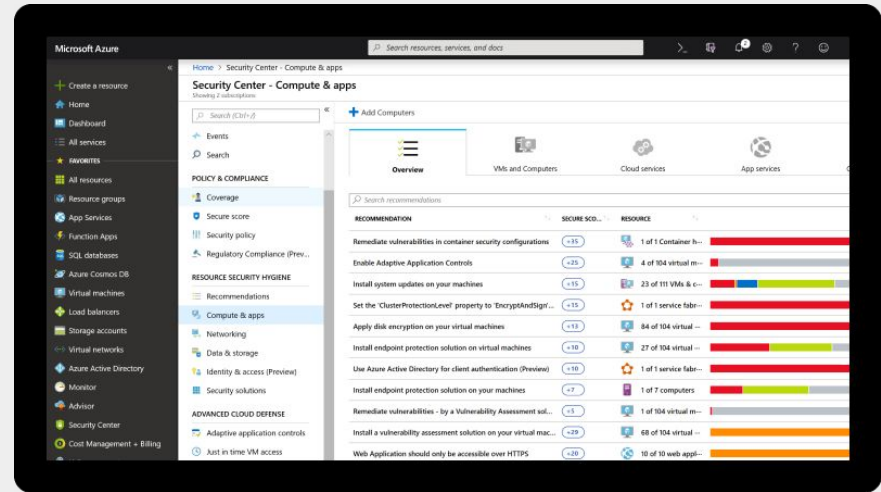 Microsoft Azure
Search resources, services, and docs
2
Create a resource
Home
Dashboard
All services
FAVORITES
All resources
Resource groups
App Services
Function Apps
SQL databases
Azure Cosmos DB
Virtual machines
Load balancers
Storage accounts
Virtual networks
Azure Active Directory
Monitor
Advisor
Security Center
Cost Management + Billing
Home > Security Center - Compute & apps
Security Center - Compute & apps
Showing 2 subscriptions
Search (Ctrl+/)
Events
Search
POLICY & COMPLIANCE
Coverage
Secure score
Security policy
Regulatory Compliance (Prev...
RESOURCE SECURITY HYGIENE
Recommendations
Compute & apps
Networking
Data & storage
Identity & access (Preview)
Security solutions
ADVANCED CLOUD DEFENSE
Adaptive application controls
Just in time VM access
Add Computers
Overview VMs and Computers Cloud services App services
Search recommendations
RECOMMENDATION SECURE SCO... RESOURCE
Remediate vulnerabilities in container security configurations +35 1 of 1 Container h...
Enable Adaptive Application Controls +25 4 of 104 virtual m...
Install system updates on your machines +15 23 of 111 VMs & c...
Set the 'ClusterProtectionLevel' property to 'EncryptAndSign'... +15 1 of 1 service fabr...
Apply disk encryption on your virtual machines +13 84 of 104 virtual ...
Install endpoint protection solution on virtual machines +10 27 of 104 virtual ...
Use Azure Active Directory for client authentication (Preview) +10 1 of 1 service fabr...
Install endpoint protection solution on your machines +7 1 of 7 computers
Remediate vulnerabilities - by a Vulnerability Assessment sol... +5 1 of 104 virtual m...
Install a vulnerability assessment solution on your virtual mac... +29 68 of 104 virtual ...
Web Application should only be accessible over HTTPS +20 10 of 10 web appl...